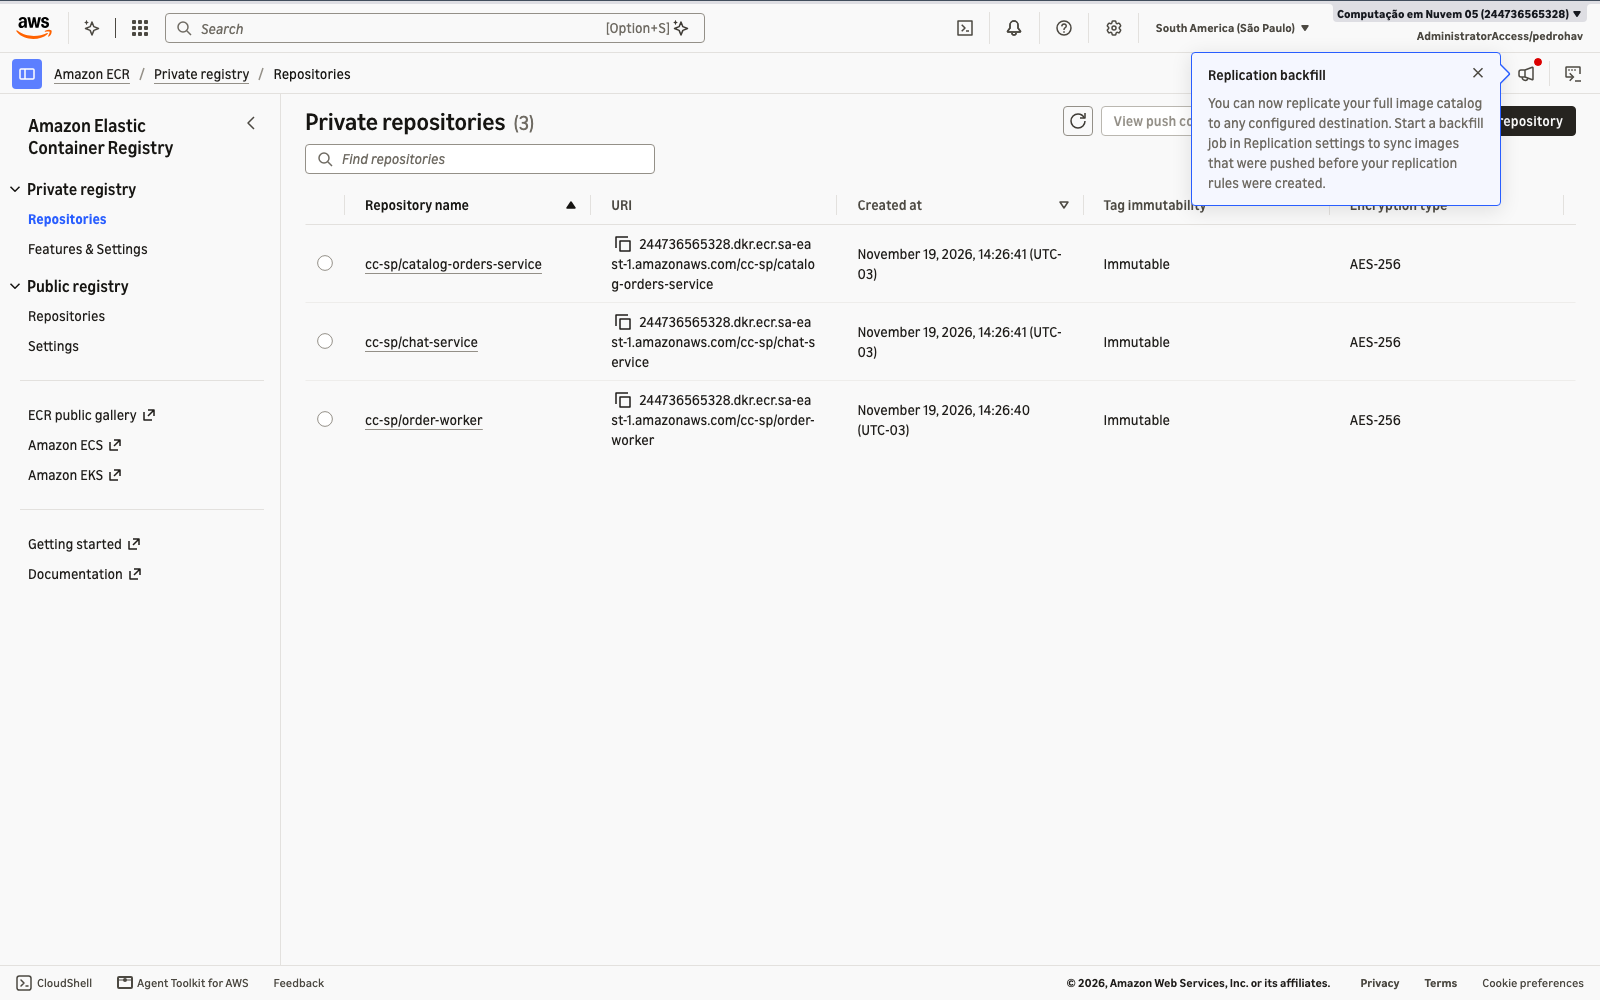 aws
Search
[Option+S]
South America (São Paulo)
Computação em Nuvem 05 (244736565328)
AdministratorAccess/pedrohav
Amazon ECR / Private registry / Repositories
Replication backfill
You can now replicate your full image catalog
to any configured destination. Start a backfill
job in Replication settings to sync images
that were pushed before your replication
rules were created.
Amazon Elastic
Container Registry
Private registry
Repositories
Features & Settings
Public registry
Repositories
Settings
ECR public gallery
Amazon ECS
Amazon EKS
Getting started
Documentation
Private repositories (3)
View push co
repository
Find repositories
Repository name
URI
Created at
Tag immutability
Encryption type
cc-sp/catalog-orders-service
244736565328.dkr.ecr.sa-ea
st-1.amazonaws.com/cc-sp/catalo
g-orders-service
November 19, 2026, 14:26:41 (UTC-
03)
Immutable
AES-256
cc-sp/chat-service
244736565328.dkr.ecr.sa-ea
st-1.amazonaws.com/cc-sp/chat-s
ervice
November 19, 2026, 14:26:41 (UTC-
03)
Immutable
AES-256
cc-sp/order-worker
244736565328.dkr.ecr.sa-ea
st-1.amazonaws.com/cc-sp/order-
worker
November 19, 2026, 14:26:40
(UTC-03)
Immutable
AES-256
CloudShell
Agent Toolkit for AWS
Feedback
© 2026, Amazon Web Services, Inc. or its affiliates.
Privacy
Terms
Cookie preferences